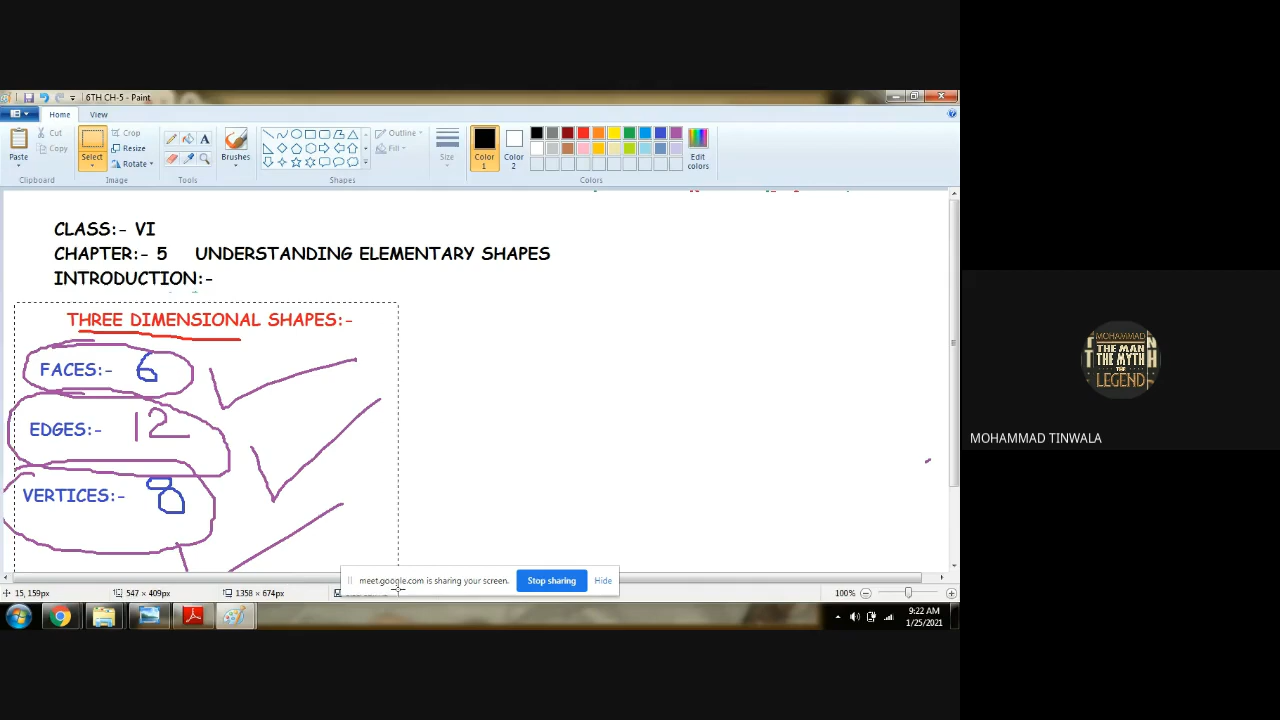 6TH CH-5 - Paint
Home
View
Paste
Cut
Copy
Clipboard
Select
Crop
Resize
Rotate
Image
A
Tools
Brushes
Outline
Fill
Shapes
Size
Color 1
Color 2
Edit colors
Colors
CLASS:- VI
CHAPTER:- 5 UNDERSTANDING ELEMENTARY SHAPES
INTRODUCTION:-
THREE DIMENSIONAL SHAPES:-
FACES:- 6
EDGES:- 12
VERTICES:- 8
MOHAMMAD
THE MAN
THE MYTH
THE
LEGEND
MOHAMMAD TINWALA
meet.google.com is sharing your screen.
Stop sharing
Hide
15, 159px
547 × 409px
1358 × 674px
100%
9:22 AM
1/25/2021